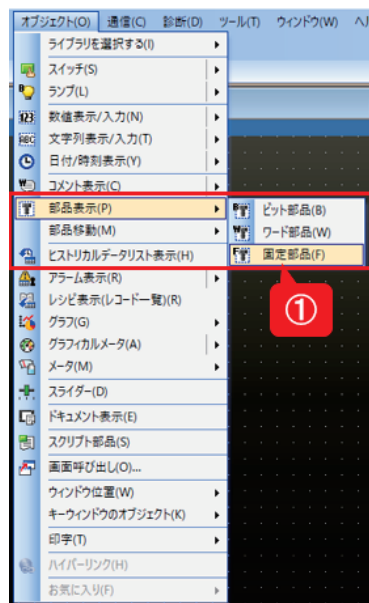 オブジェクト(O) 通信(C) 診断(D) ツール(T) ウィンドウ(W) ヘル
ライブラリを選択する(I)
スイッチ(S)
ランプ(L)
数値表示/入力(N)
文字列表示/入力(T)
日付/時刻表示(Y)
コメント表示(C)
部品表示(P)
ビット部品(B)
部品移動(M)
ワード部品(W)
ヒストリカルデータリスト表示(H)
固定部品(F)
アラーム表示(R)
①
レシピ表示(レコード一覧)(R)
グラフ(G)
グラフィカルメータ(A)
メータ(M)
スライダー(D)
ドキュメント表示(E)
スクリプト部品(S)
画面呼び出し(O)...
ウィンドウ位置(W)
キーウィンドウのオブジェクト(K)
印字(T)
ハイパーリンク(H)
お気に入り(F)